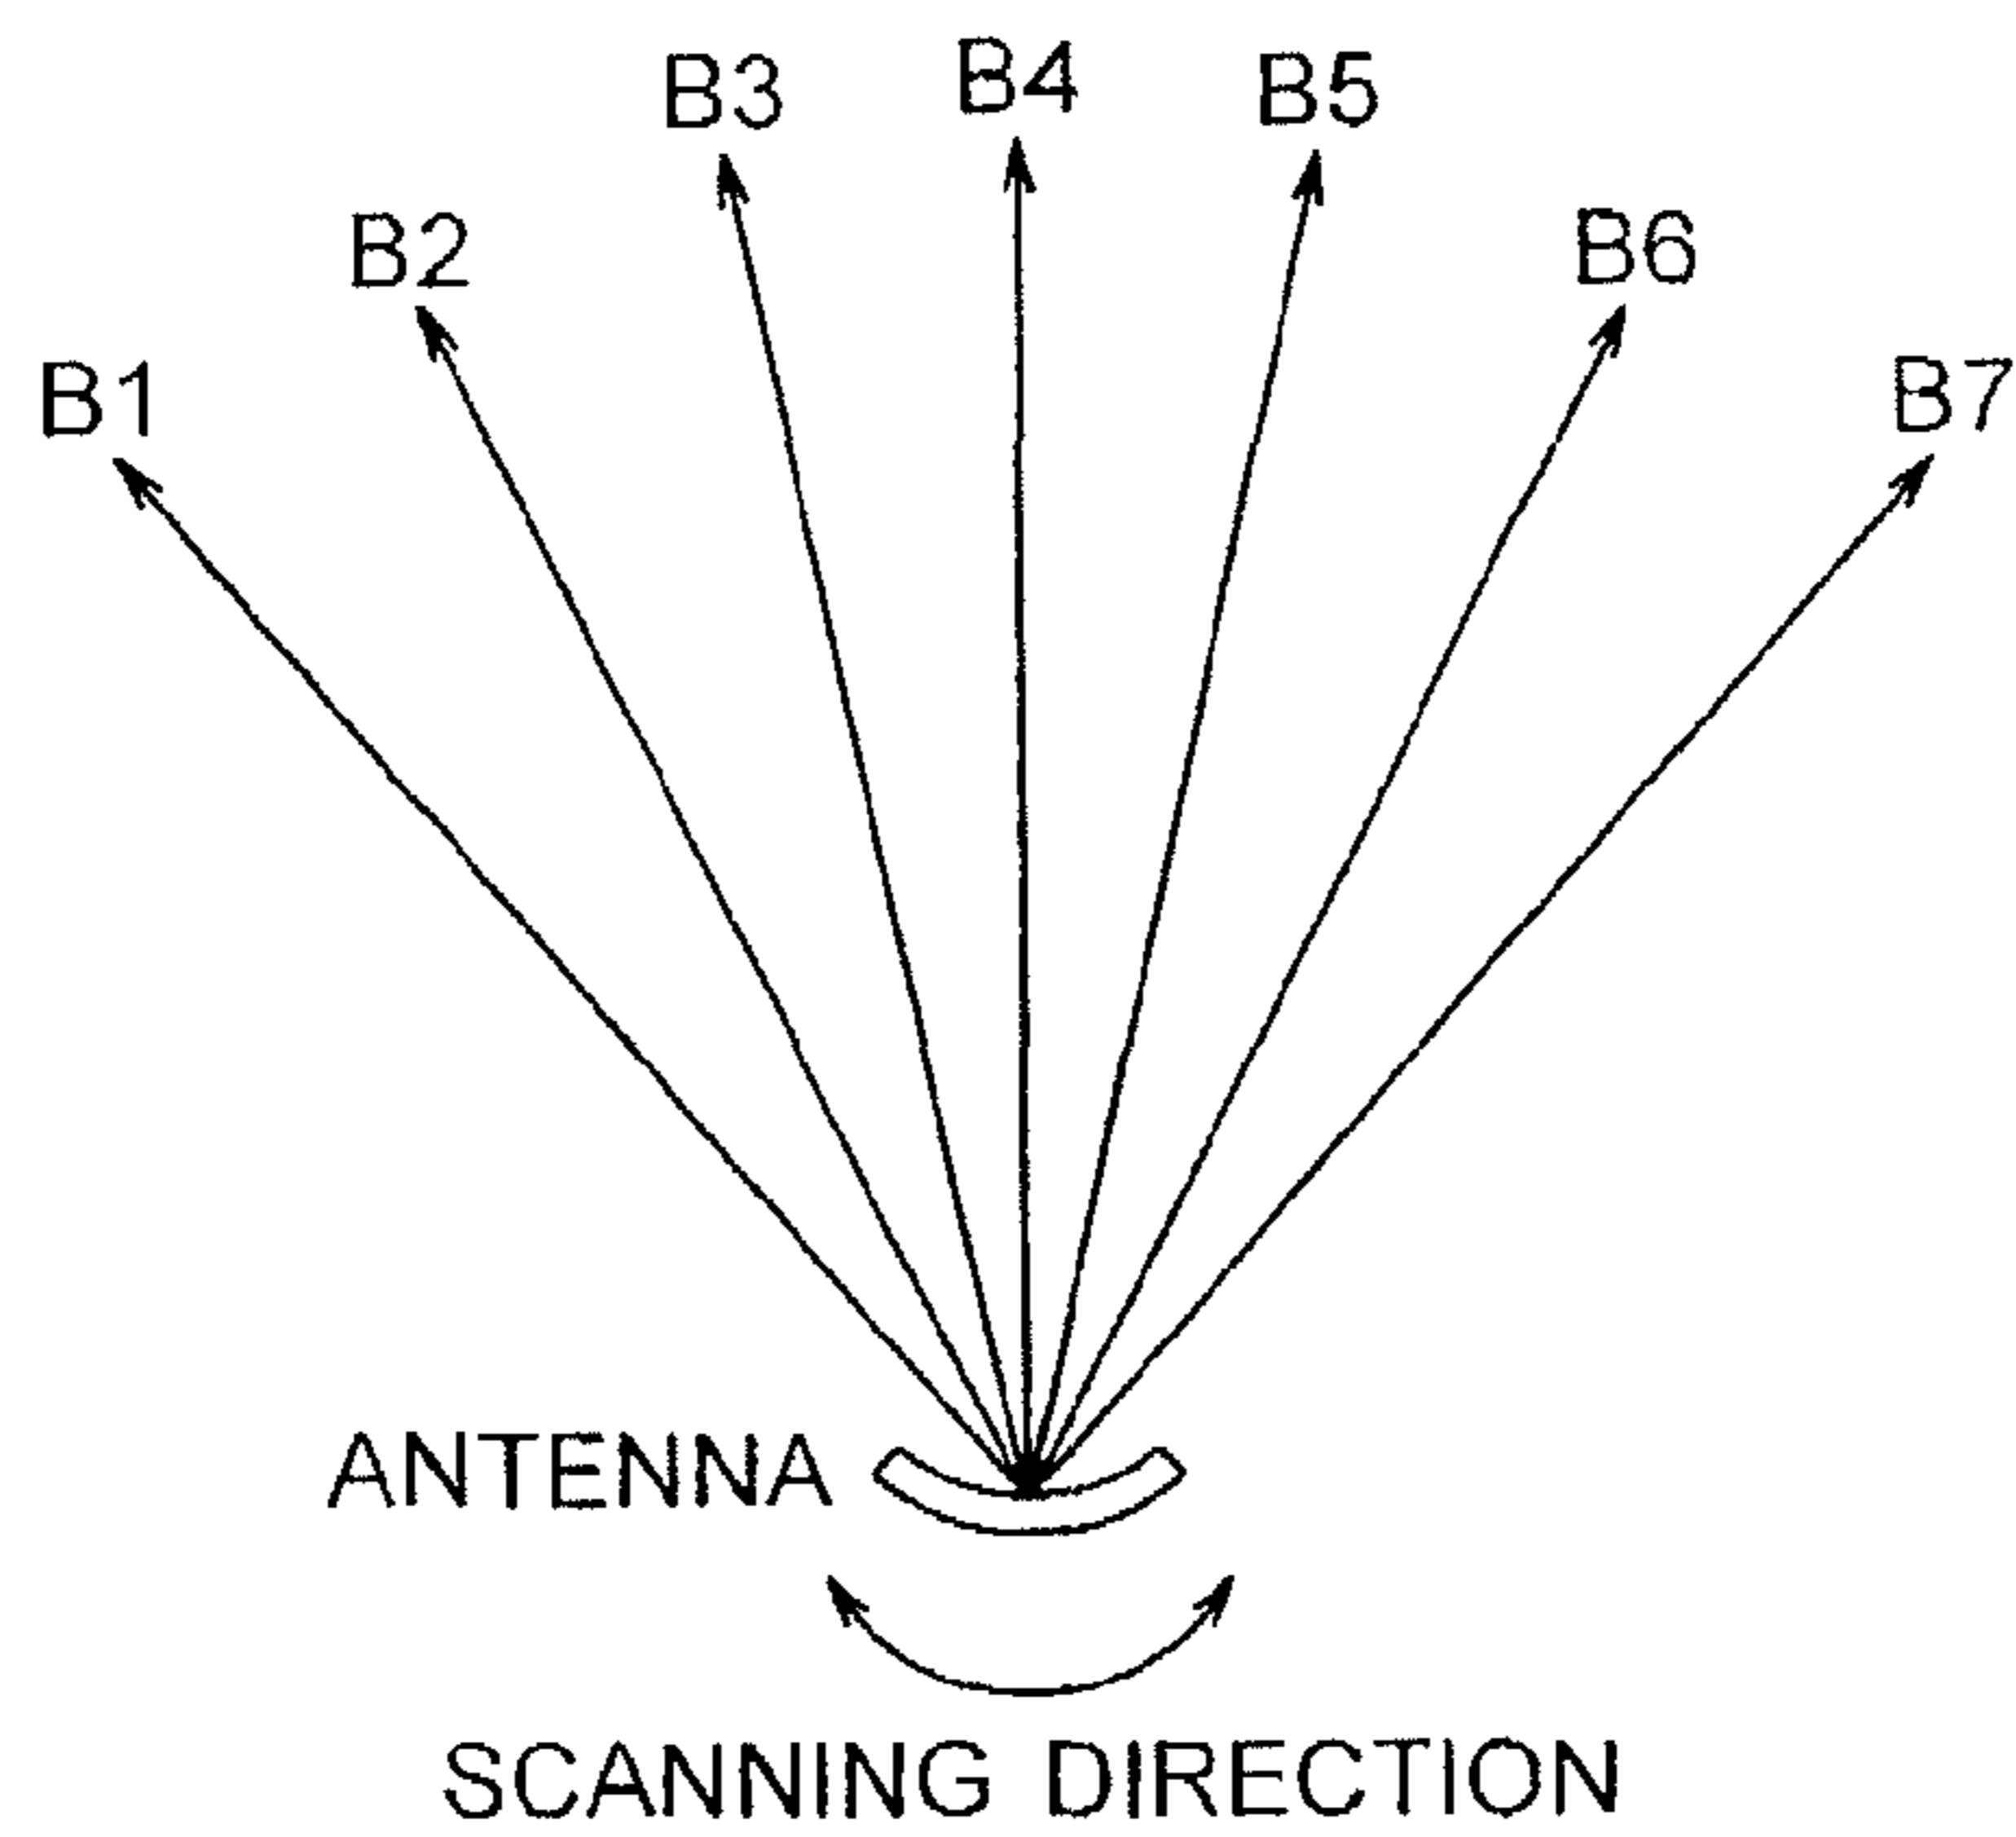 B1
B2
B3
B4
B5
B6
B7
ANTENNA
SCANNING DIRECTION